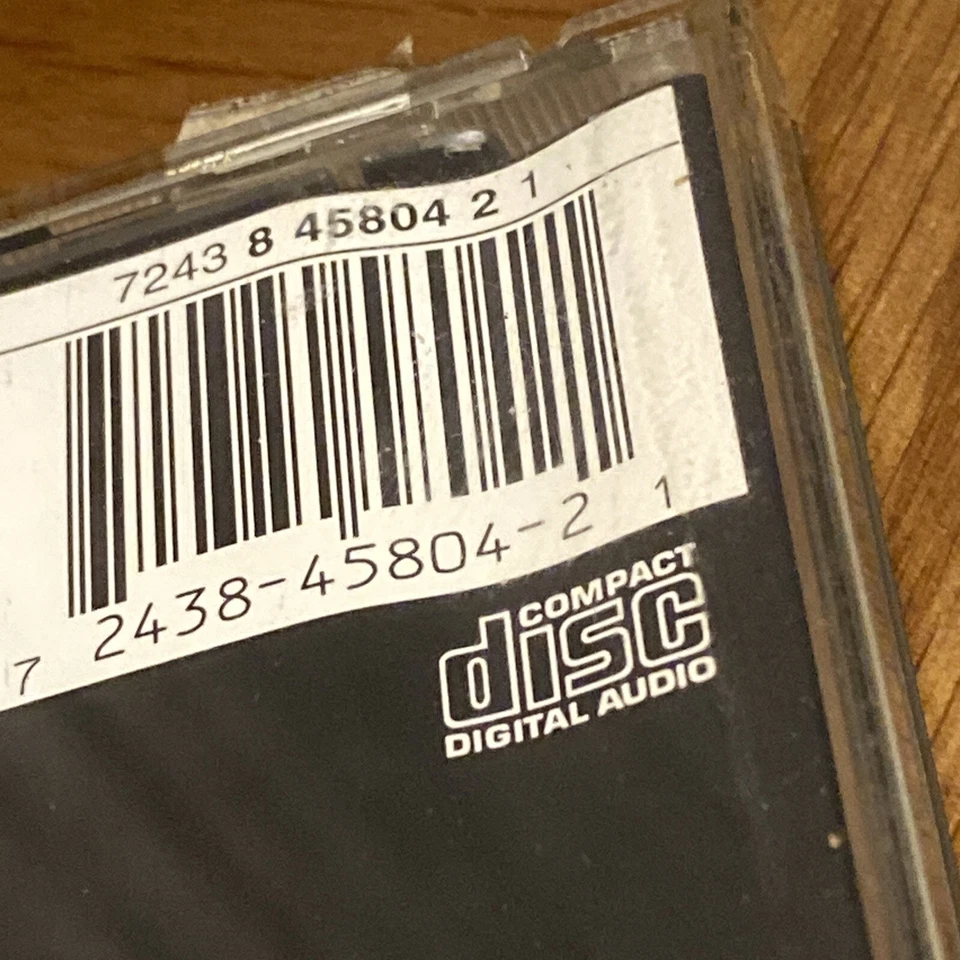 7243 8 45804 2 1
7 2438-45804-2 1
COMPACT
disc
DIGITAL AUDIO